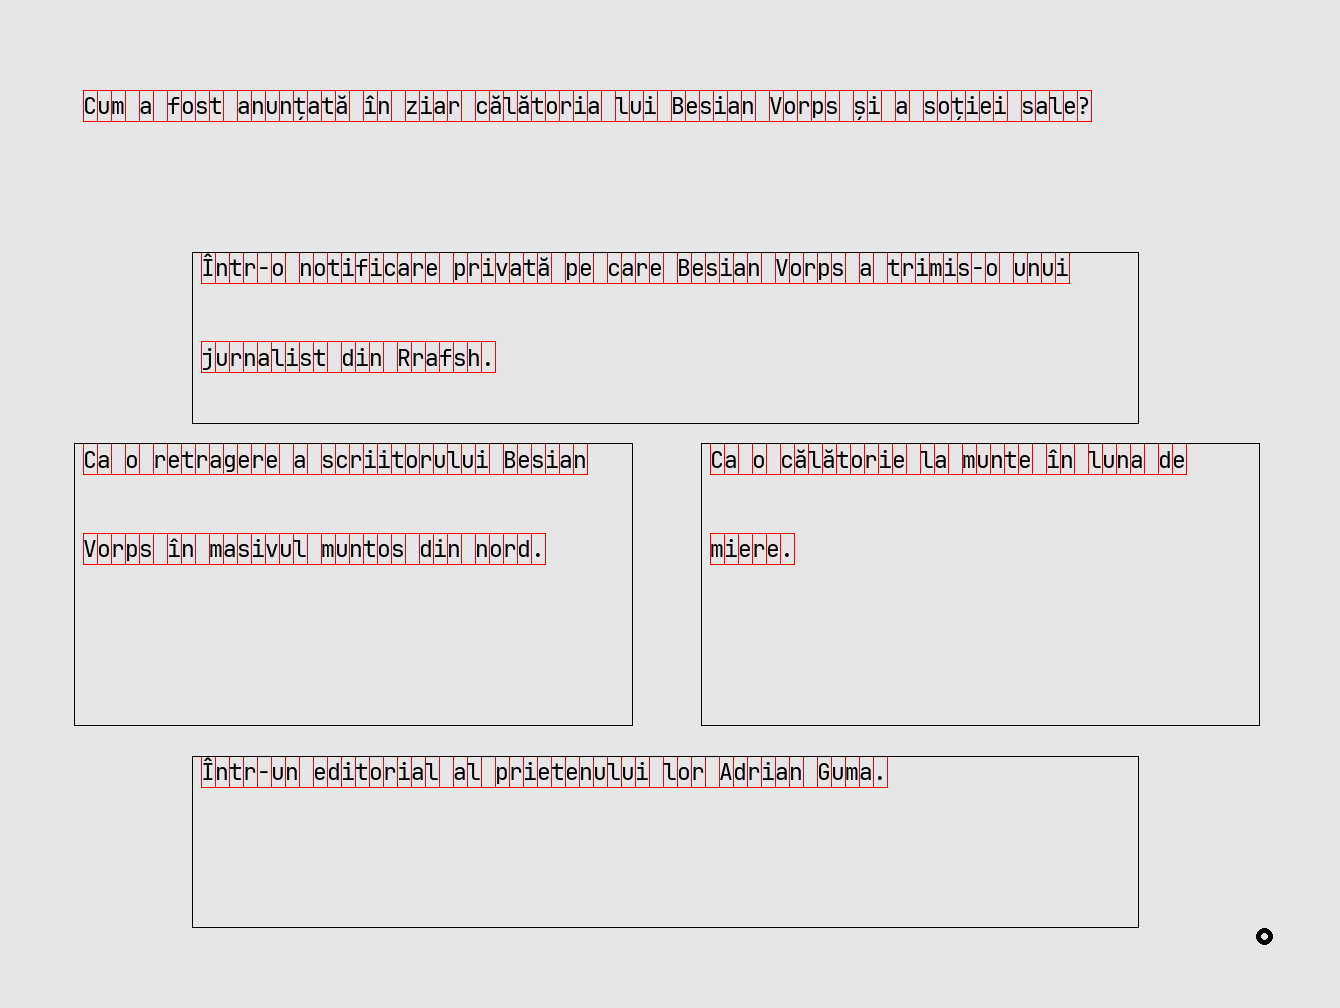 Cum a fost anunțată în ziar călătoria lui Besian Vorps și a soției sale?
Într-o notificare privată pe care Besian Vorps a trimis-o unui
jurnalist din Rrafsh.
Ca o retragere a scriitorului Besian
Vorps în masivul muntos din nord.
Ca o călătorie la munte în luna de
miere.
Într-un editorial al prietenului lor Adrian Guma.